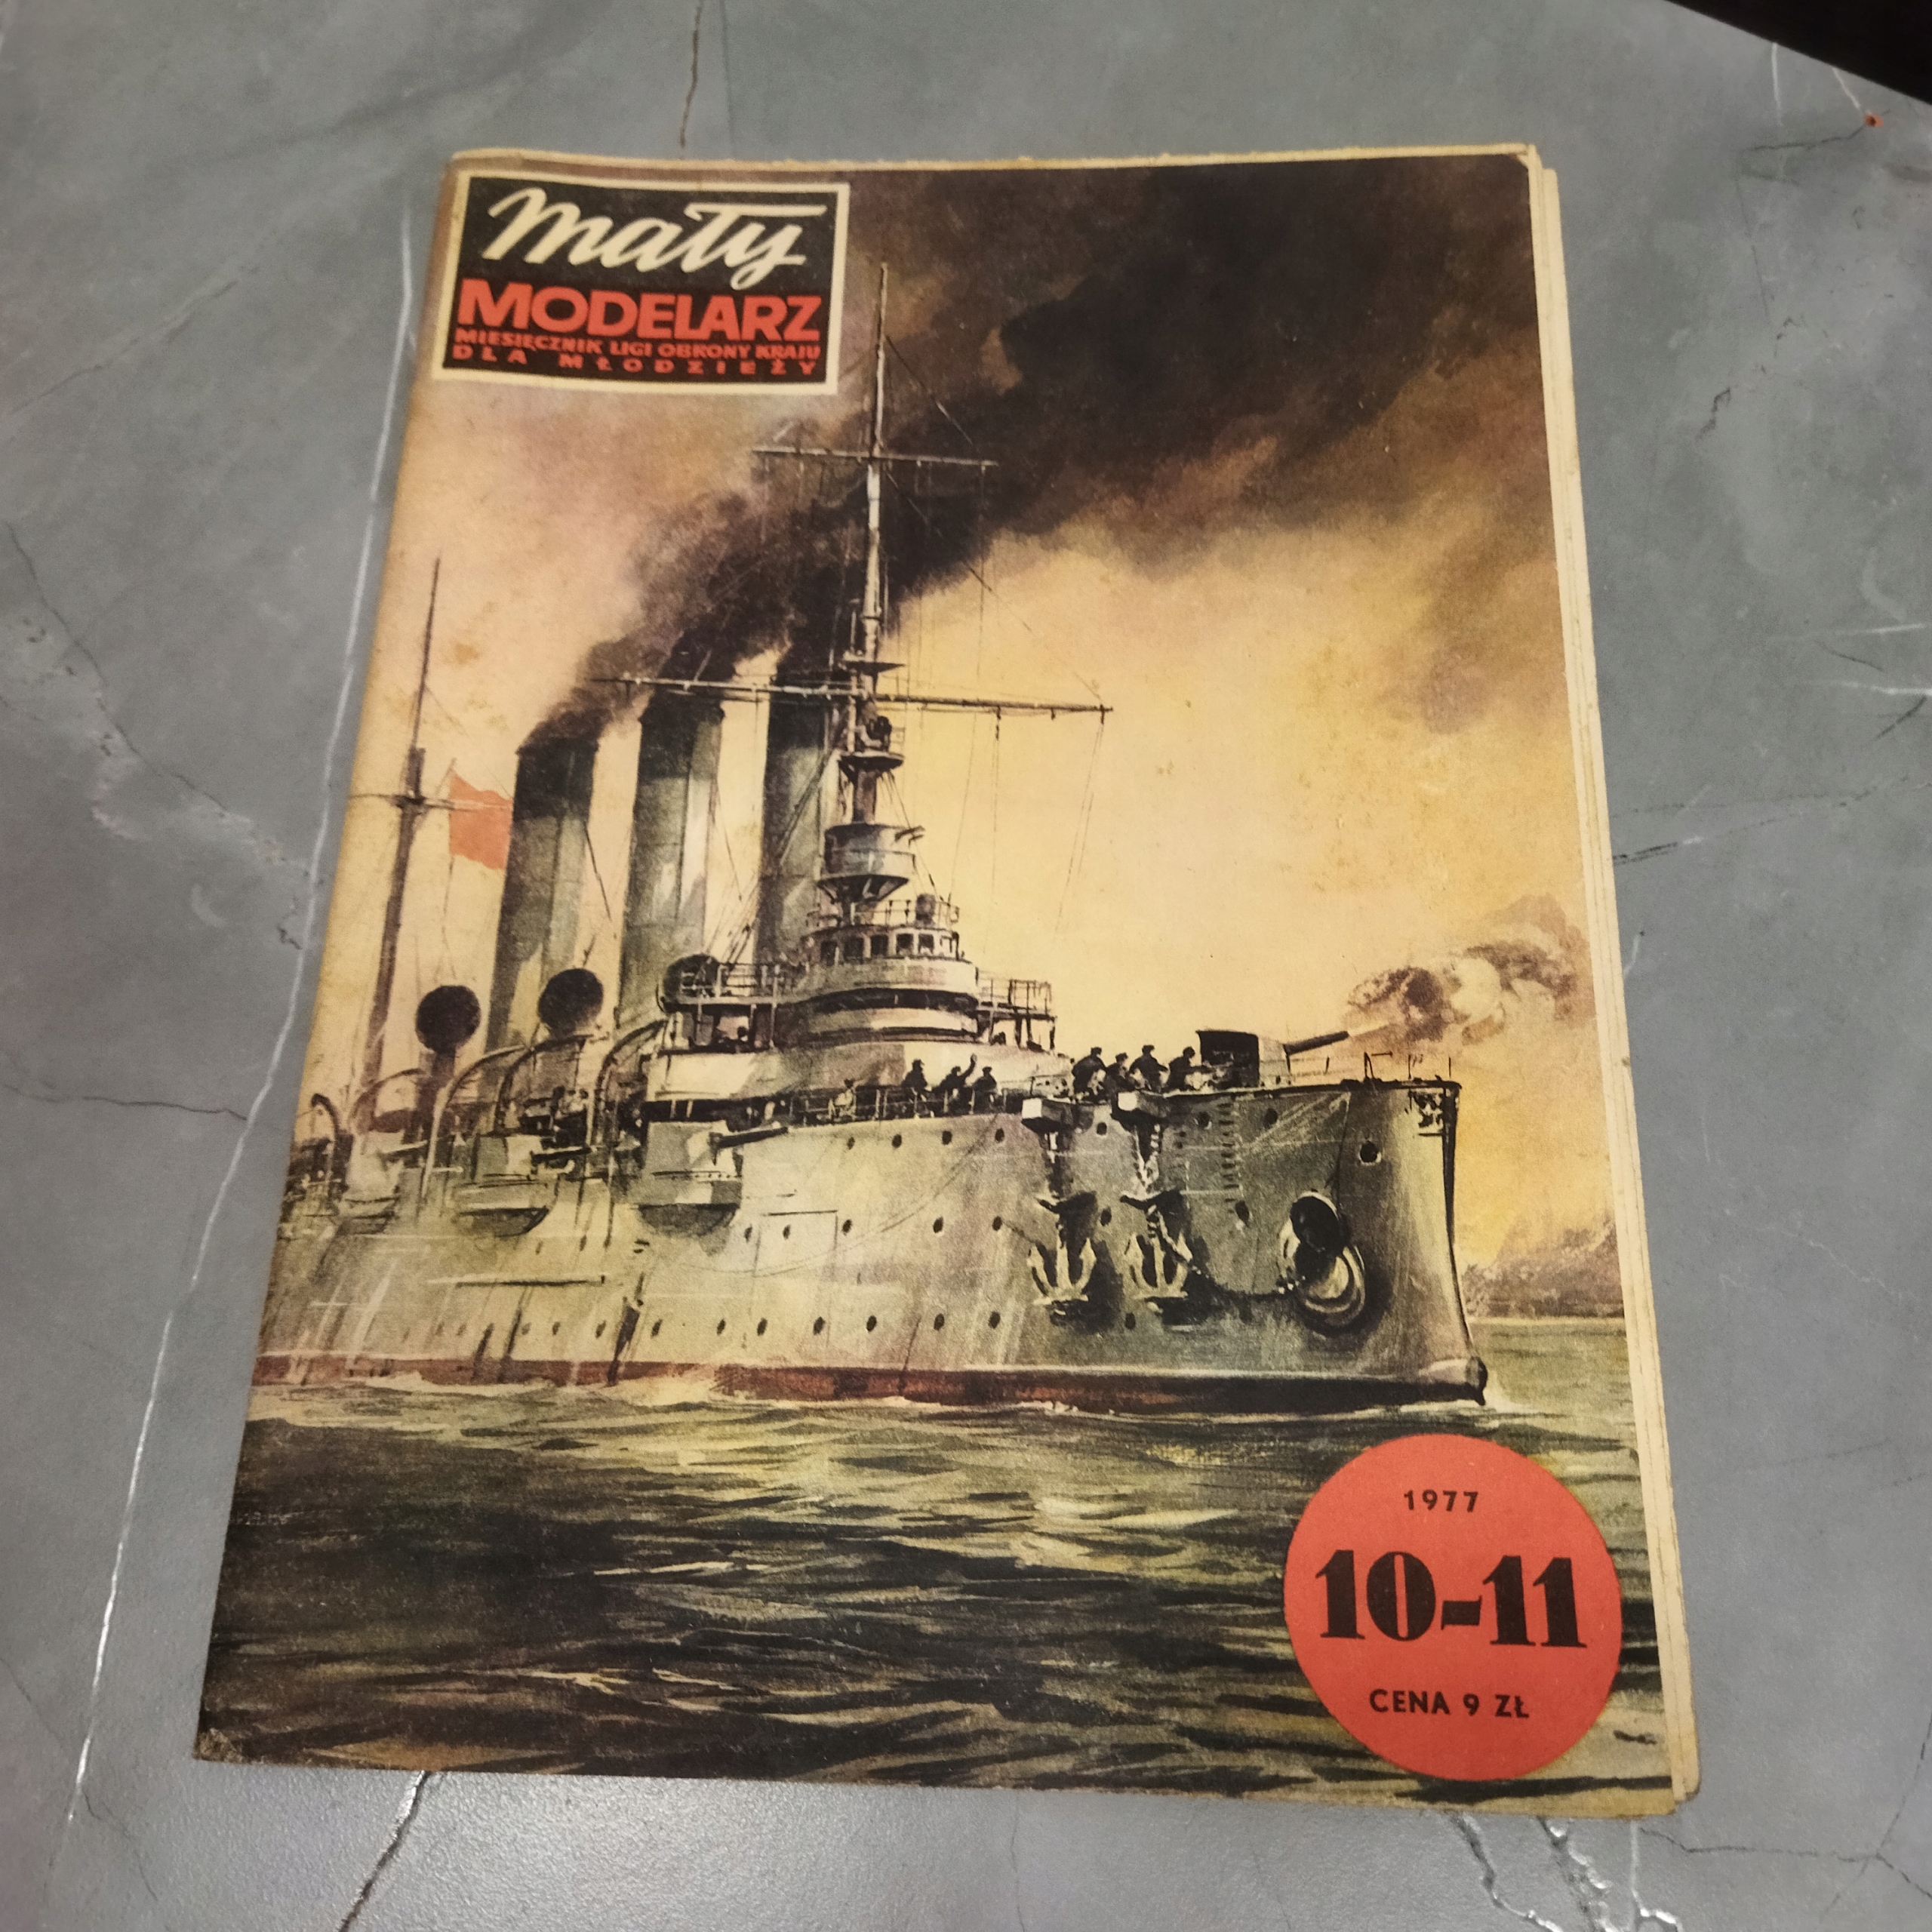 Mały
MODELARZ
MIESIĘCZNIK LIGI OBRONY KRAJU
DLA MŁODZIEŻY
1977
10-11
CENA 9 ZŁ